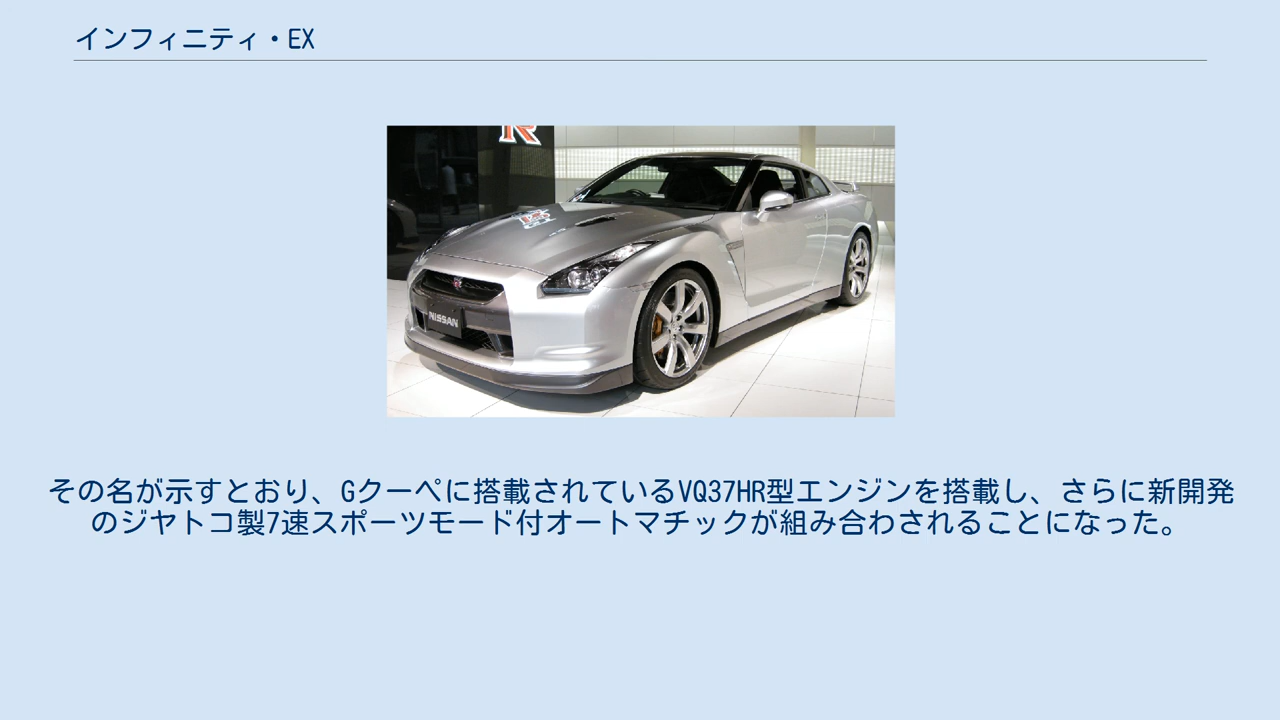 インフィニティ・EX
R
NISSAN
その名が示すとおり、Gクーペに搭載されているVQ37HR型エンジンを搭載し、さらに新開発
のジヤトコ製7速スポーツモード付オートマチックが組み合わされることになった。